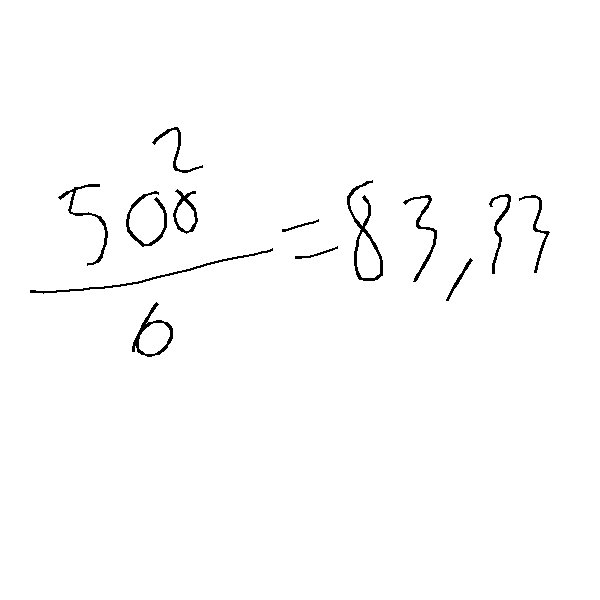 500² / 6 = 83,33